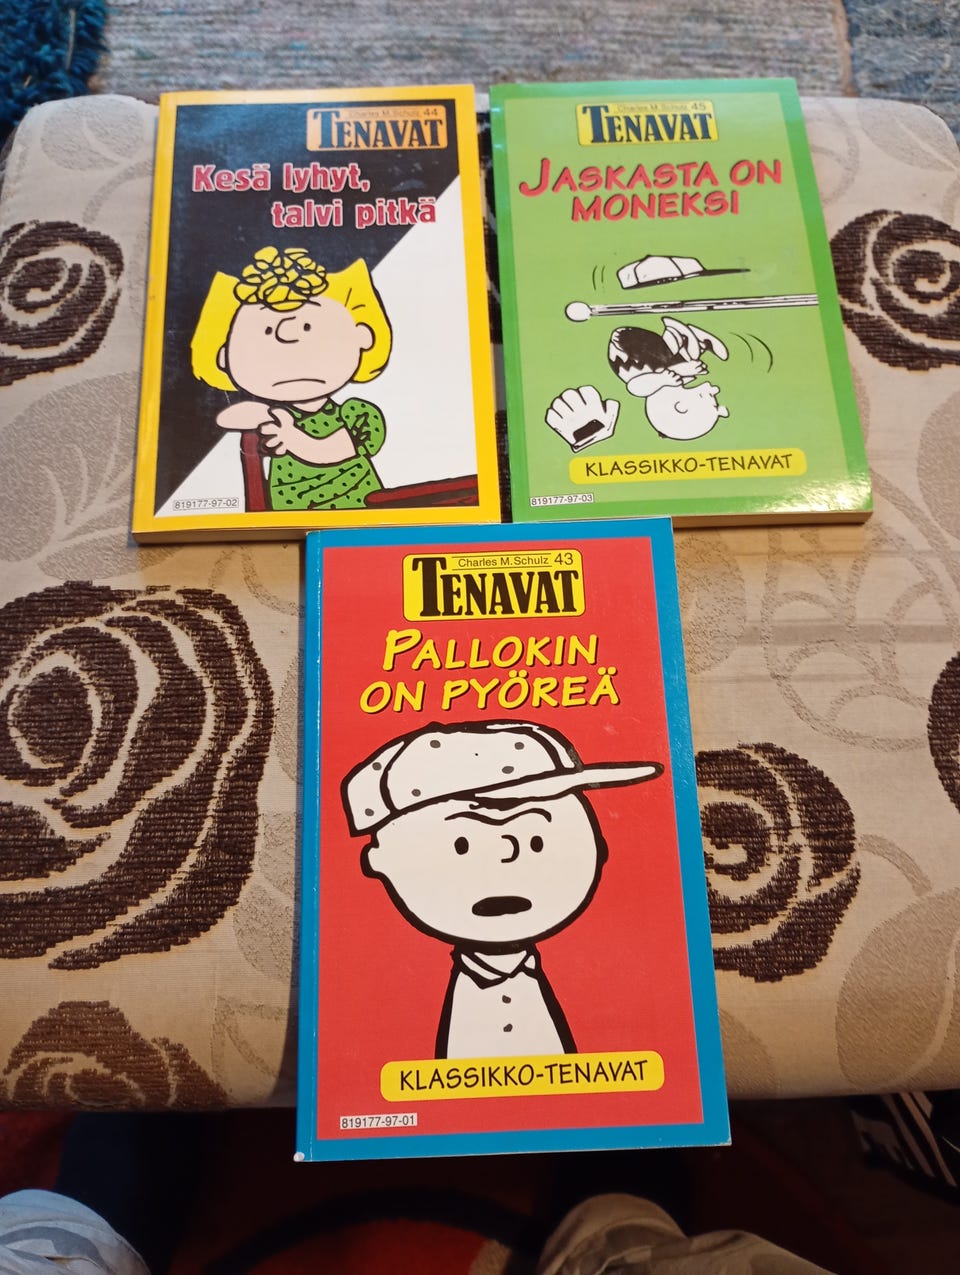 Charles M. Schulz 44
TENAVAT
Kesä lyhyt,
talvi pitkä
819177-97-02
Charles M. Schulz 45
TENAVAT
JASKASTA ON
MONEKSI
KLASSIKKO-TENAVAT
819177-97-03
Charles M. Schulz 43
TENAVAT
PALLOKIN
ON PYÖREÄ
KLASSIKKO-TENAVAT
819177-97-01